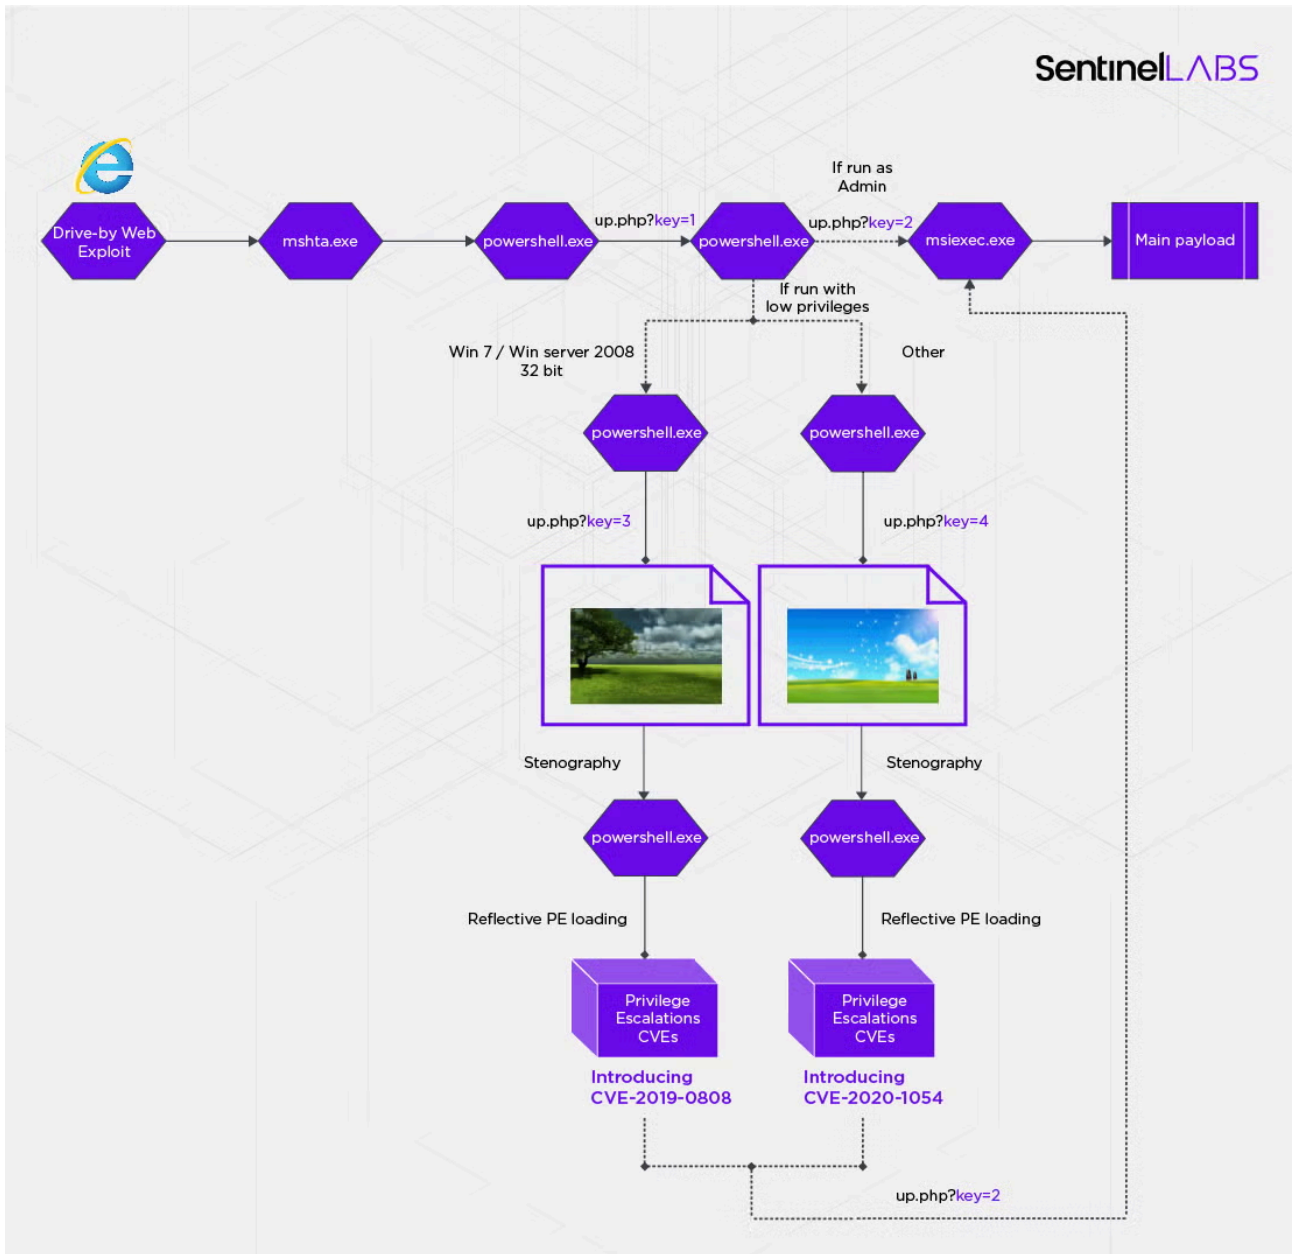 SentinelLABS
If run as
Admin
Drive-by Web
Exploit
mshta.exe
powershell.exe
up.php?key=1
powershell.exe
up.php?key=2
msiexec.exe
Main payload
If run with
low privileges
Win 7 / Win server 2008
32 bit
Other
powershell.exe
powershell.exe
up.php?key=3
up.php?key=4
Stenography
Stenography
powershell.exe
powershell.exe
Reflective PE loading
Reflective PE loading
Privilege
Escalations
CVEs
Privilege
Escalations
CVEs
Introducing
CVE-2019-0808
Introducing
CVE-2020-1054
up.php?key=2